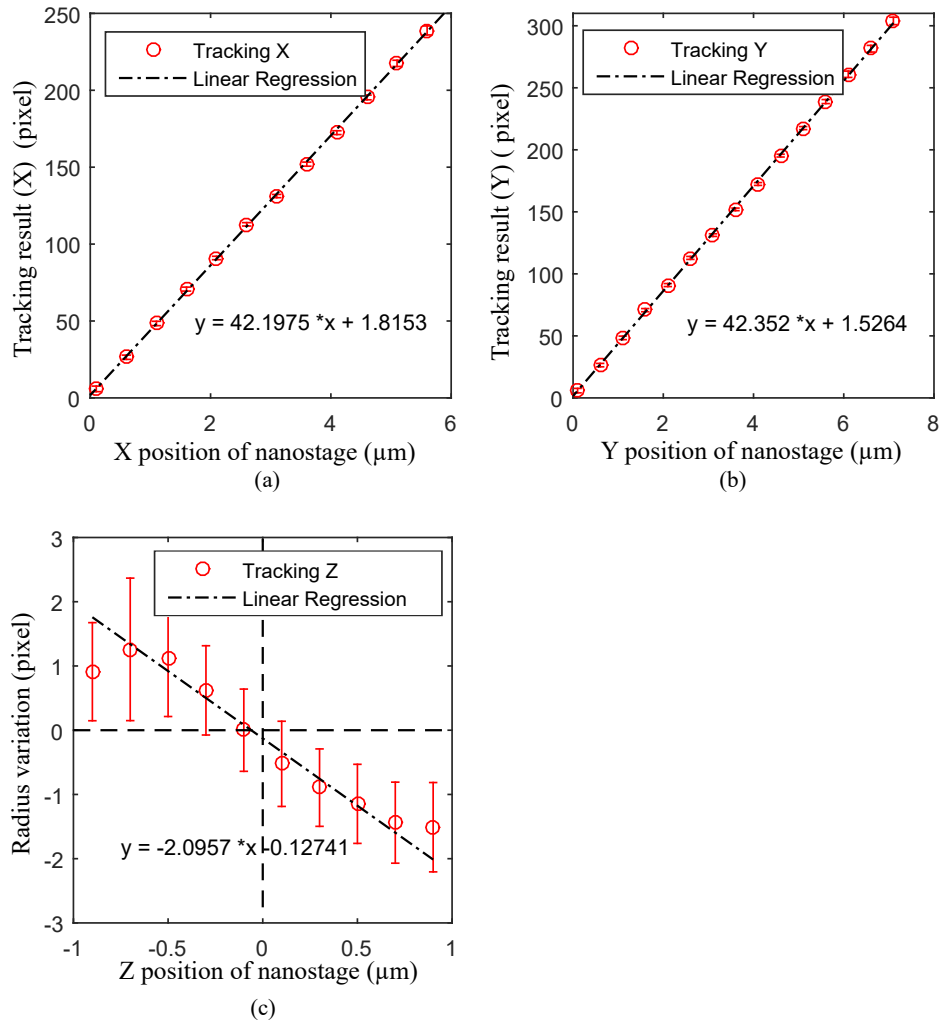 250
200
150
100
50
0
Tracking result (X) (pixel)
Tracking X
Linear Regression
y = 42.1975 *x + 1.8153
0 2 4 6
X position of nanostage (µm)
(a)
300
250
200
150
100
50
0
Tracking result (Y) ( pixel)
Tracking Y
Linear Regression
y = 42.352 *x + 1.5264
0 2 4 6 8
Y position of nanostage (µm)
(b)
3
2
1
0
-1
-2
-3
Radius variation (pixel)
Tracking Z
Linear Regression
y = -2.0957 *x -0.12741
-1 -0.5 0 0.5 1
Z position of nanostage (µm)
(c)